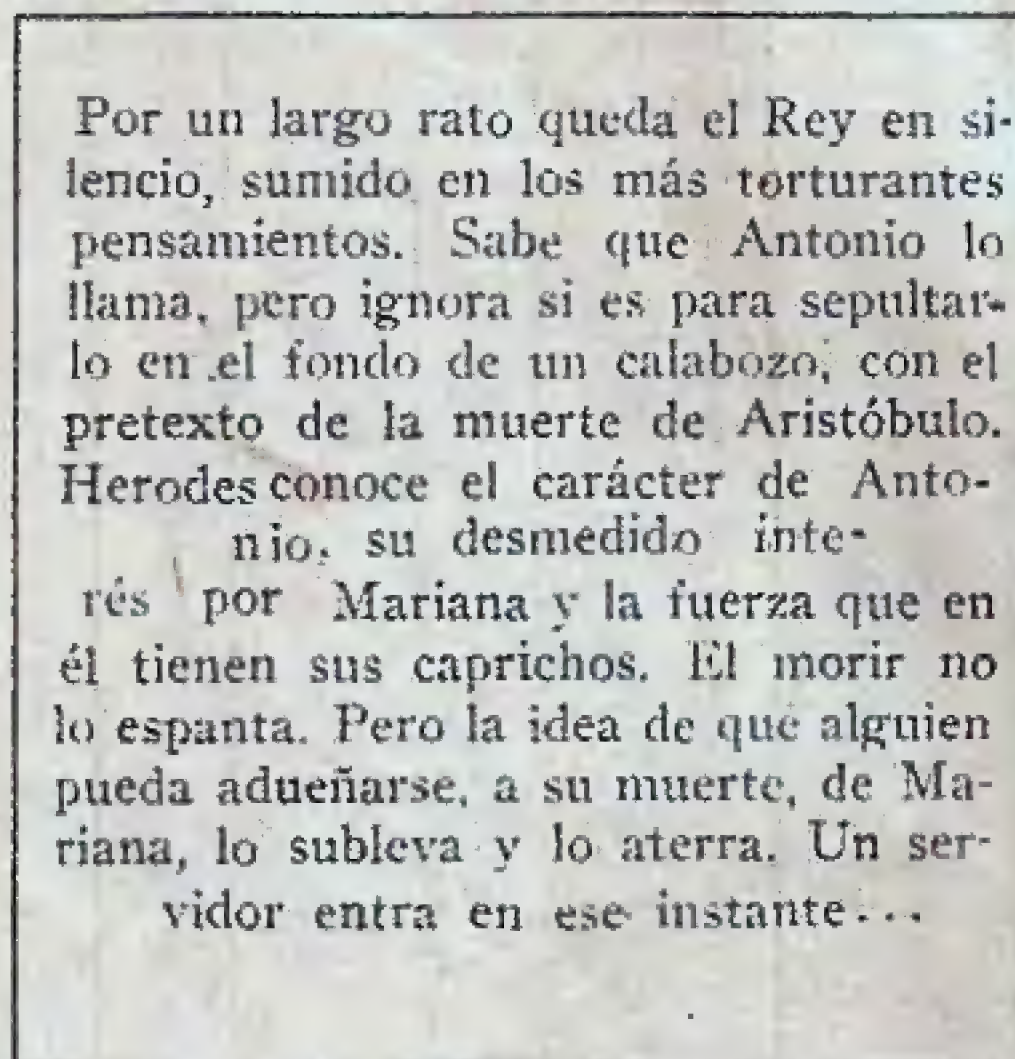 Por un largo rato queda el Rey en si-
lencio, sumido en los más torturantes
pensamientos. Sabe que Antonio lo
llama, pero ignora si es para sepultar-
lo en el fondo de un calabozo, con el
pretexto de la muerte de Aristóbulo.
Herodes conoce el carácter de Anto-
nio, su desmedido inte-
rés por Mariana y la fuerza que en
él tienen sus caprichos. El morir no
lo espanta. Pero la idea de que alguien
pueda adueñarse, a su muerte, de Ma-
riana, lo subleva y lo aterra. Un ser-
vidor entra en ese instante...